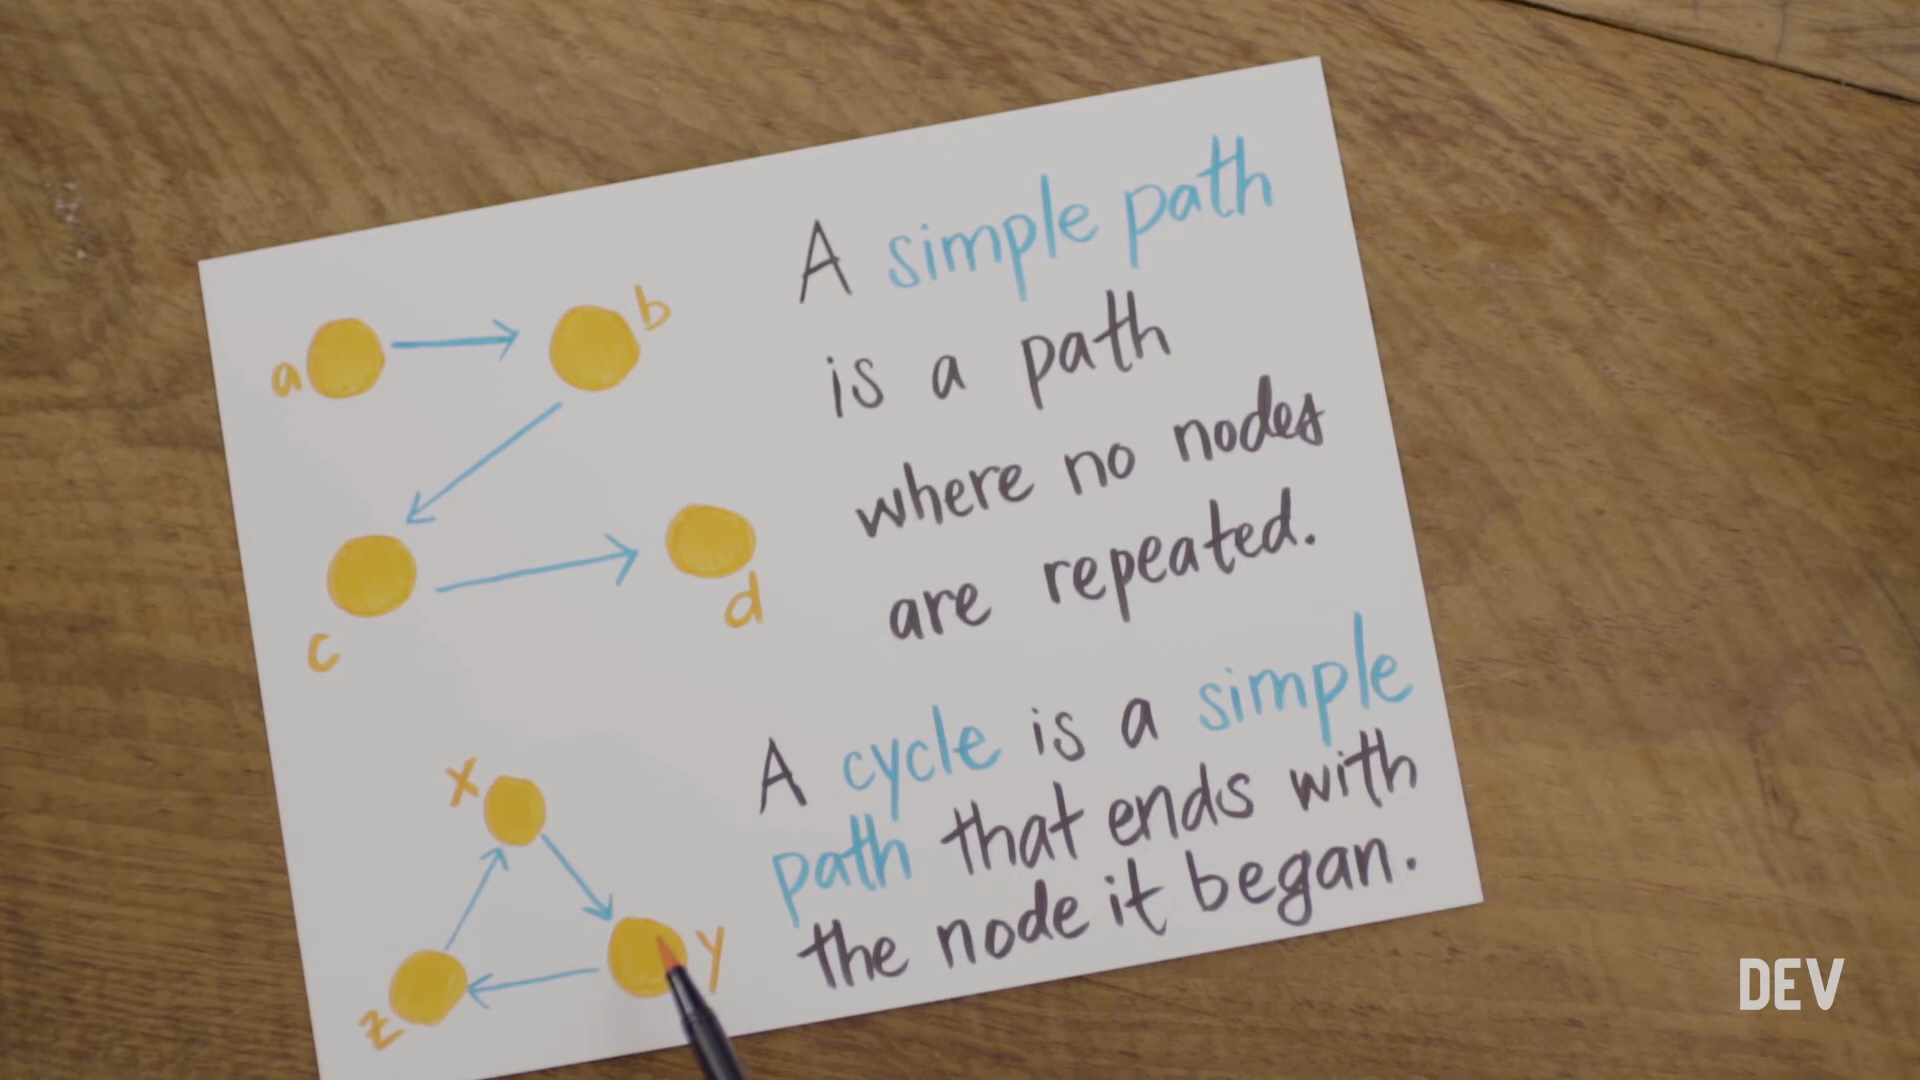 a
b
c
d
A simple path
is a path
where no nodes
are repeated.
x
y
z
A cycle is a simple
path that ends with
the node it began.
DEV